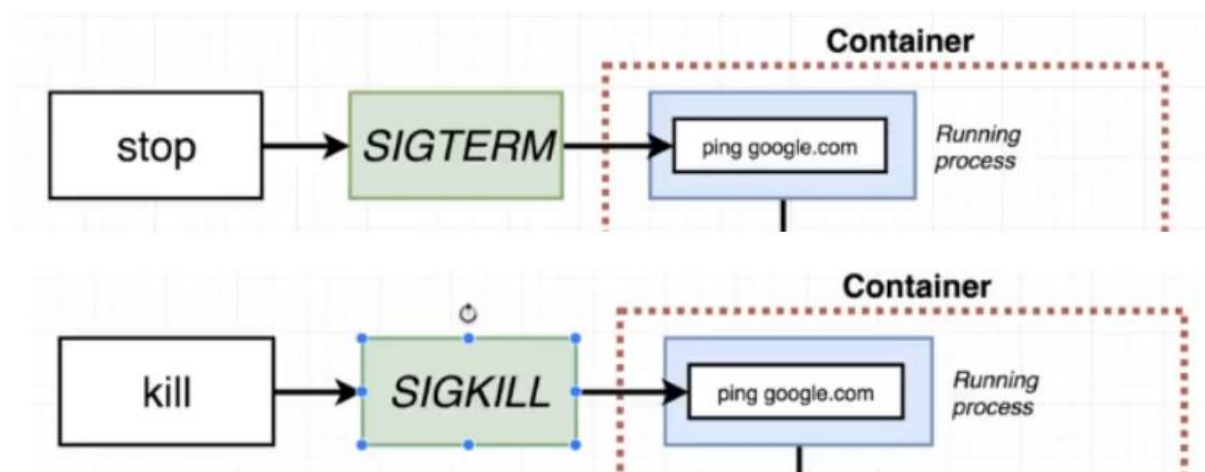 Container
stop
SIGTERM
ping google.com
Running
process
Container
kill
SIGKILL
ping google.com
Running
process